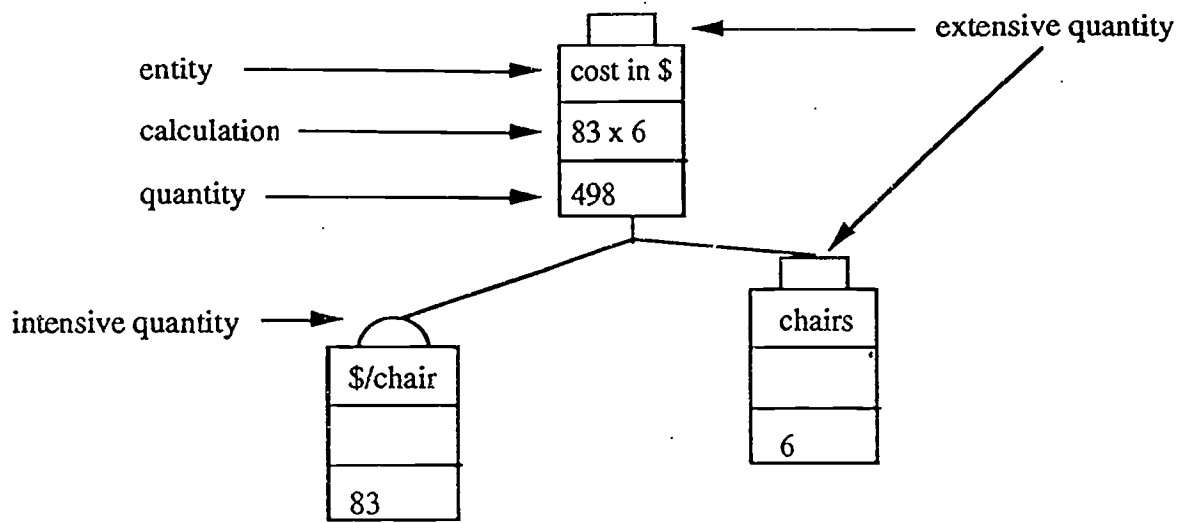 extensive quantity
entity
cost in $
calculation
83 x 6
quantity
498
chairs
intensive quantity
$/chair
6
83